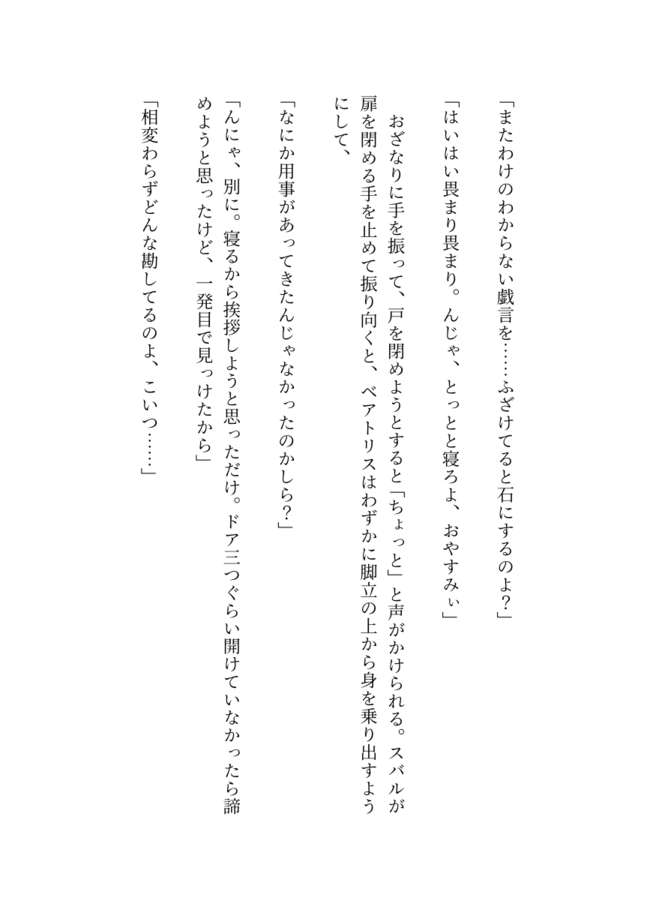 「またわけのわからない戯言を……ふざけてると石にするのよ？」
「はいはい畏まり畏まり。んじゃ、とっとと寝ろよ、おやすみぃ」
おざなりに手を振って、戸を閉めようとすると「ちょっと」と声がかけられる。スバルが
扉を閉める手を止めて振り向くと、ベアトリスはわずかに脚立の上から身を乗り出すよう
にして、
「なにか用事があってきたんじゃなかったのかしら？」
「んにゃ、別に。寝るから挨拶しようと思っただけ。ドア三つぐらい開けていなかったら諦
めようと思ったけど、一発目で見っけたから」
「相変わらずどんな勘してるのよ、こいつ……」